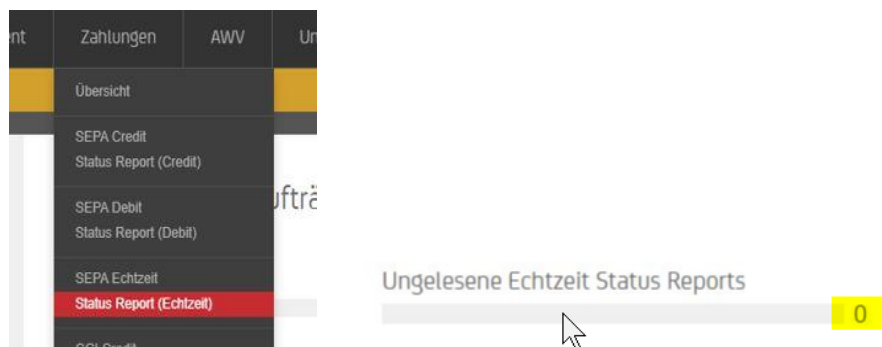 Zahlungen
AWV
Übersicht
SEPA Credit
Status Report (Credit)
SEPA Debit
Status Report (Debit)
SEPA Echtzeit
Status Report (Echtzeit)
Ungelesene Echtzeit Status Reports
0